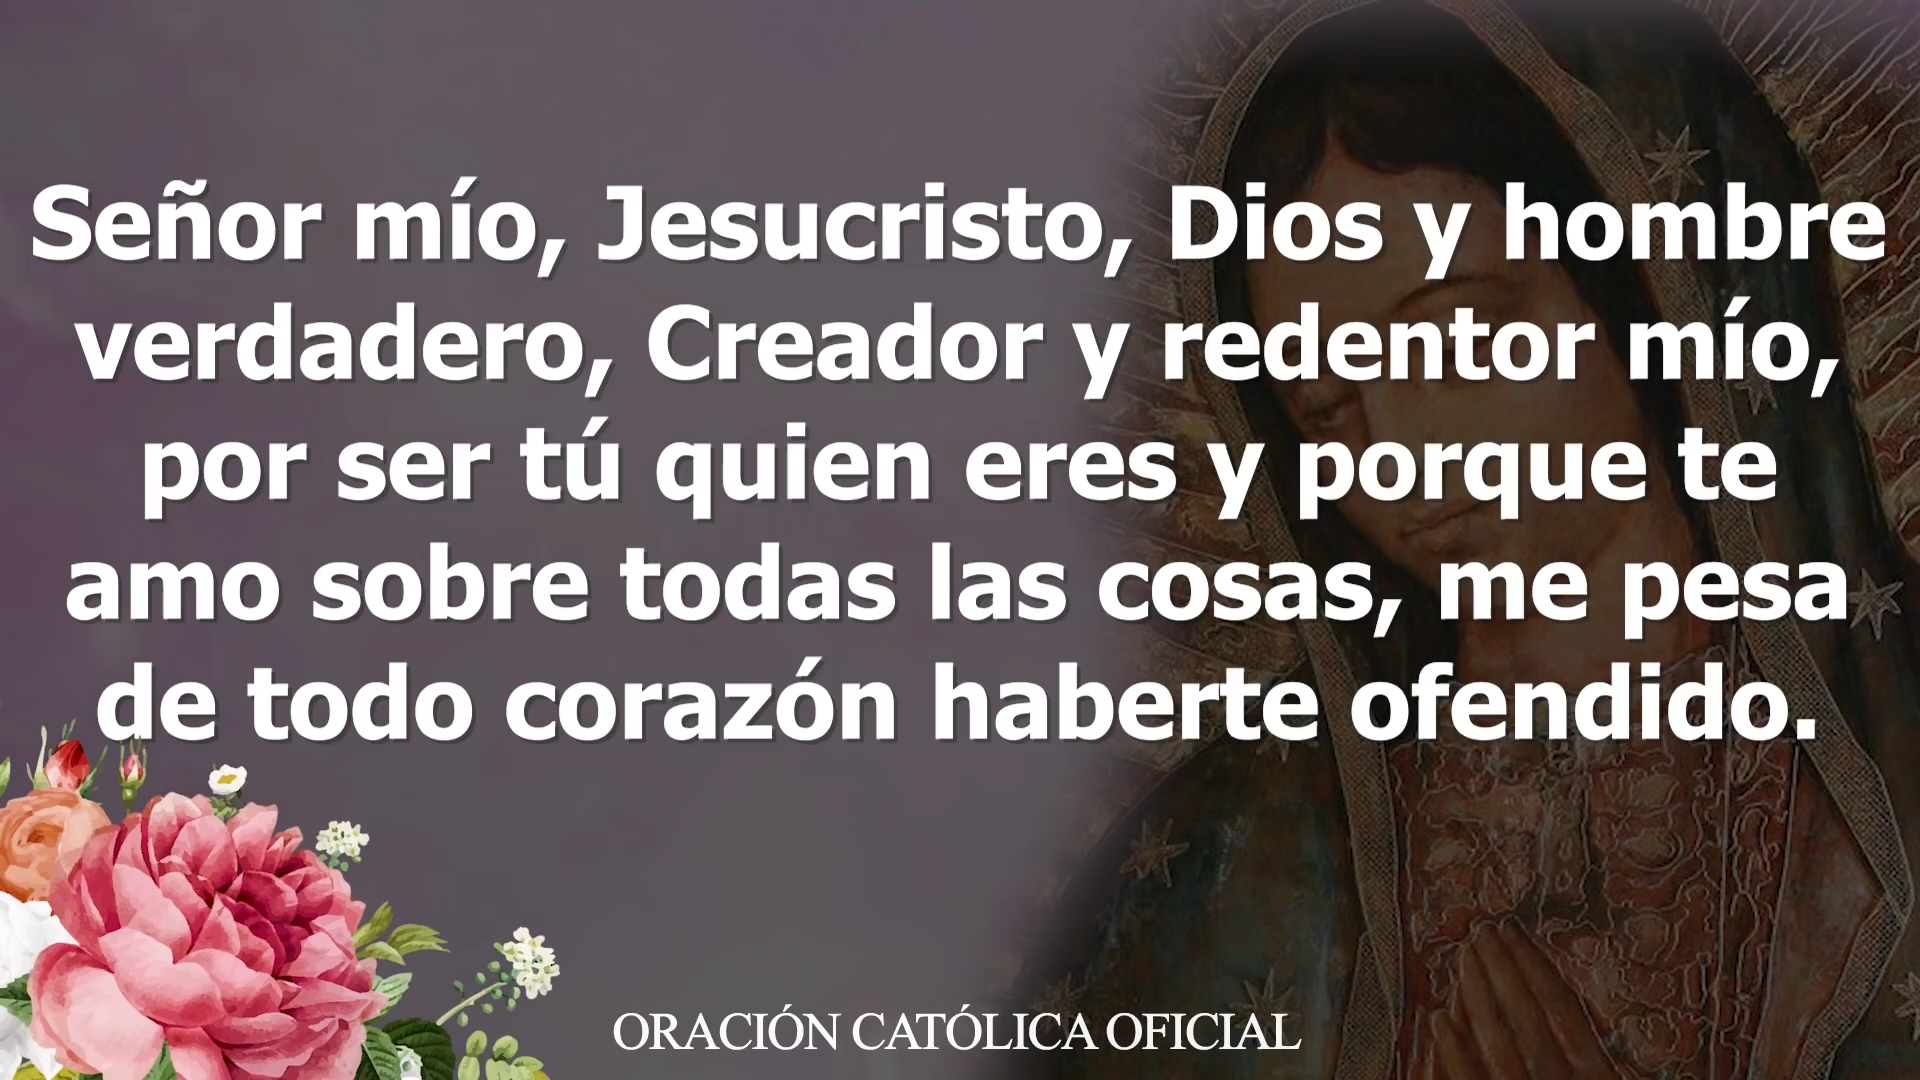 Señor mío, Jesucristo, Dios y hombre
verdadero, Creador y redentor mío,
por ser tú quien eres y porque te
amo sobre todas las cosas, me pesa
de todo corazón haberte ofendido.
ORACIÓN CATÓLICA OFICIAL